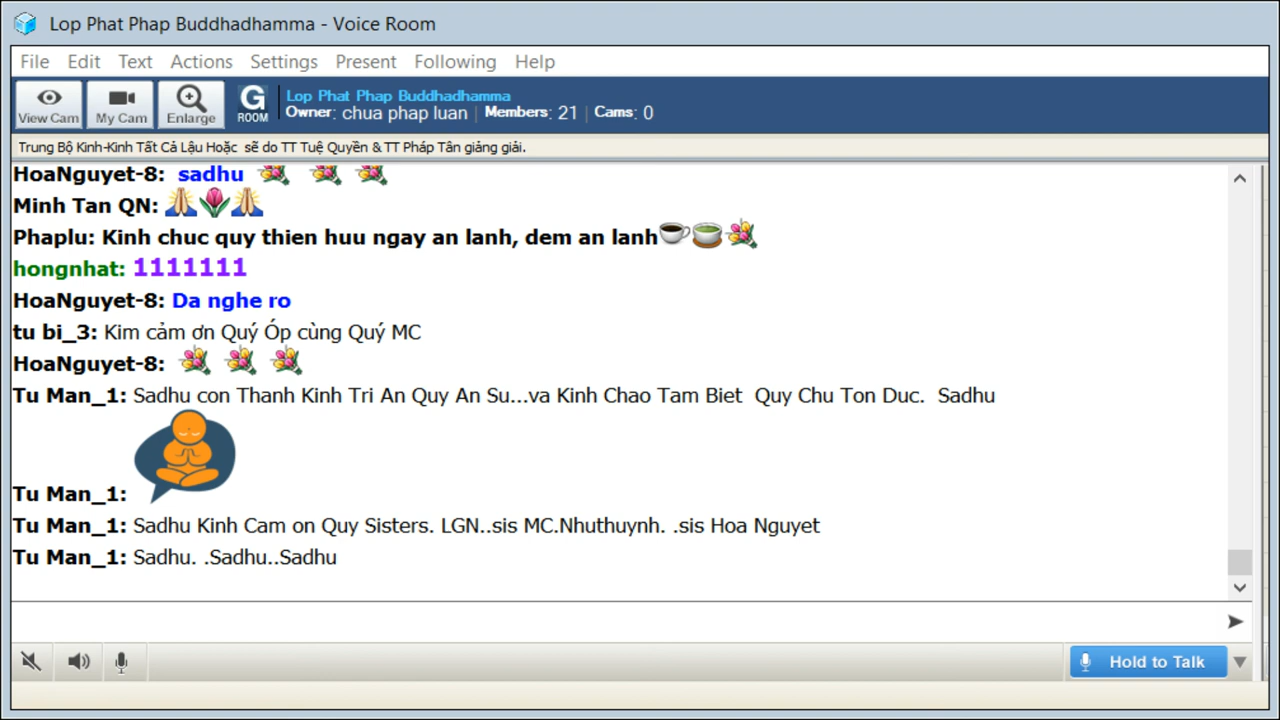 Lop Phat Phap Buddhadhamma - Voice Room
File Edit Text Actions Settings Present Following Help
View Cam My Cam Enlarge G ROOM
Lop Phat Phap Buddhadhamma
Owner: chua phap luan | Members: 21 | Cams: 0
Trung Bộ Kinh-Kinh Tất Cả Lậu Hoặc sẽ do TT Tuệ Quyền & TT Pháp Tân giảng giải.
HoaNguyet-8: sadhu
Minh Tan QN:
Phaplu: Kinh chuc quy thien huu ngay an lanh, dem an lanh
hongnhat: 1111111
HoaNguyet-8: Da nghe ro
tu bi_3: Kim cảm ơn Quý Óp cùng Quý MC
HoaNguyet-8:
Tu Man_1: Sadhu con Thanh Kinh Tri An Quy An Su...va Kinh Chao Tam Biet Quy Chu Ton Duc. Sadhu
Tu Man_1:
Tu Man_1: Sadhu Kinh Cam on Quy Sisters. LGN..sis MC.Nhuthuynh. .sis Hoa Nguyet
Tu Man_1: Sadhu. .Sadhu..Sadhu
Hold to Talk